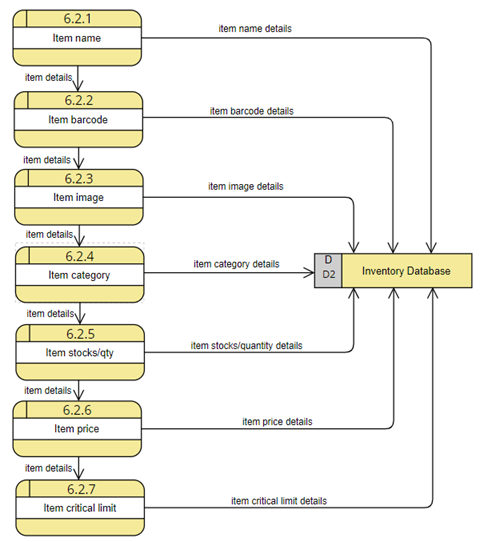 6.2.1
Item name
item name details
item details
6.2.2
Item barcode
item barcode details
item details
6.2.3
Item image
item image details
item details
6.2.4
Item category
item category details
D
D2
Inventory Database
item details
6.2.5
Item stocks/qty
item stocks/quantity details
item details
6.2.6
Item price
item price details
item details
6.2.7
Item critical limit
item critical limit details